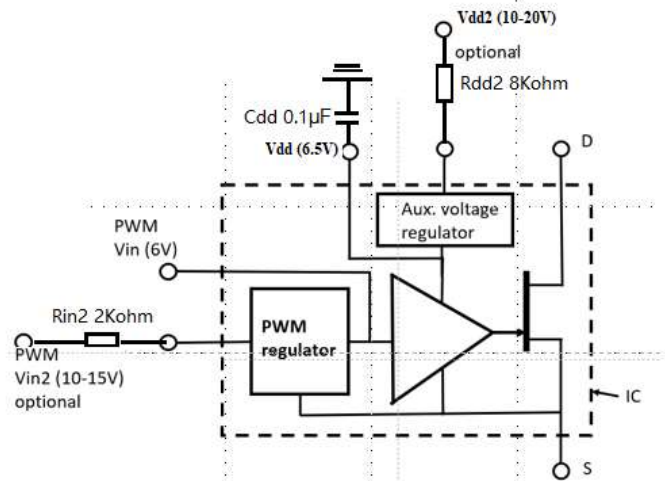 Vdd2 (10-20V)
optional
Rdd2 8Kohm
Cdd 0.1µF
Vdd (6.5V)
D
Aux. voltage
regulator
PWM
Vin (6V)
Rin2 2Kohm
PWM
regulator
PWM
Vin2 (10-15V)
optional
IC
S